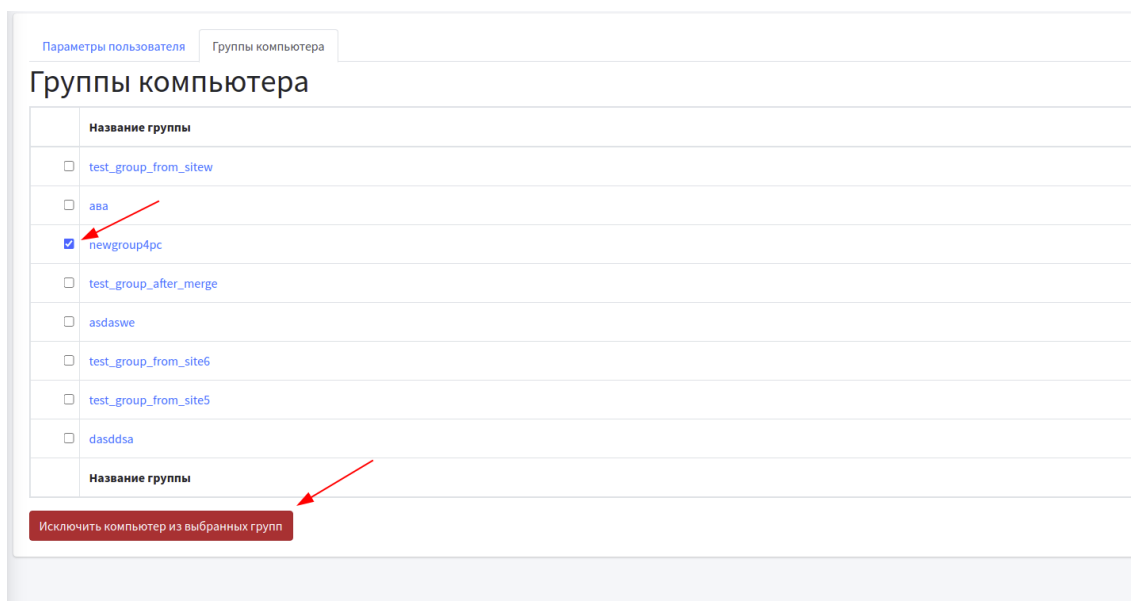 Параметры пользователя Группы компьютера
Группы компьютера
Название группы
test_group_from_sitew
ава
newgroup4pc
test_group_after_merge
asdaswe
test_group_from_site6
test_group_from_site5
dasddsa
Название группы
Исключить компьютер из выбранных групп